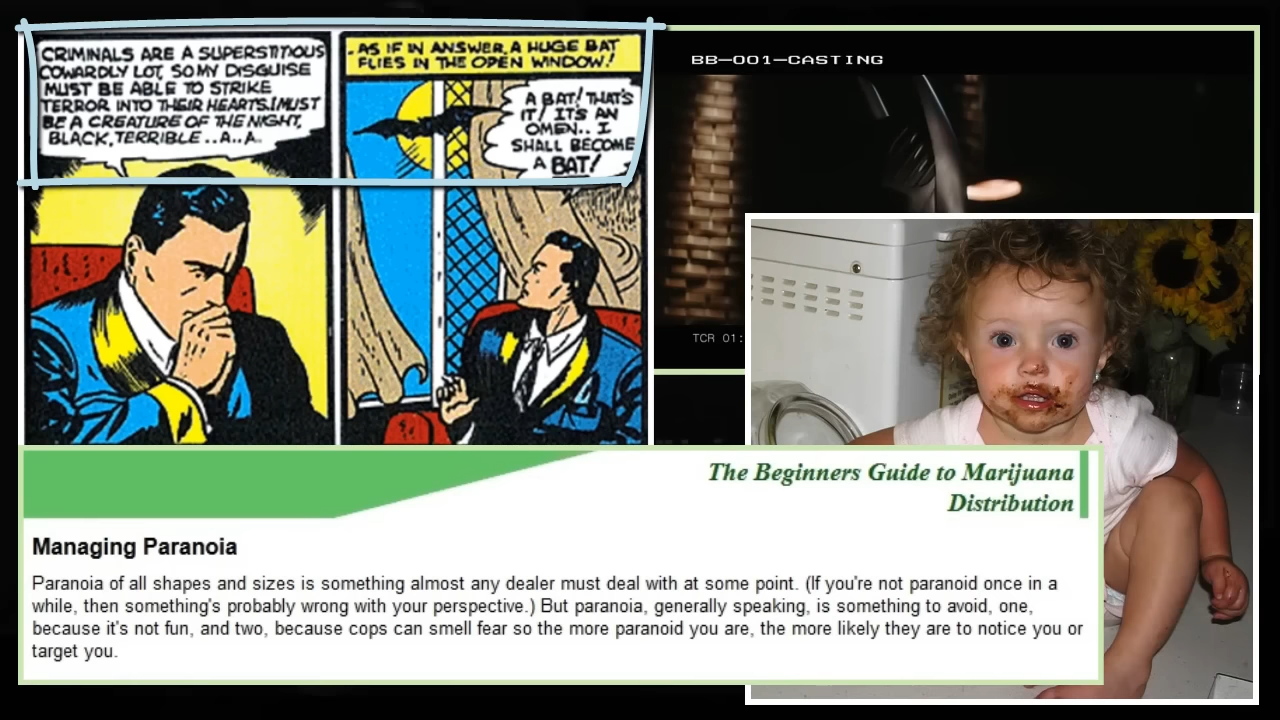 CRIMINALS ARE A SUPERSTITIOUS
COWARDLY LOT, SO MY DISGUISE
MUST BE ABLE TO STRIKE
TERROR INTO THEIR HEARTS. I MUST
BE A CREATURE OF THE NIGHT,
BLACK, TERRIBLE . . A . . A .
- AS IF IN ANSWER, A HUGE BAT
FLIES IN THE OPEN WINDOW!
A BAT! THAT'S
IT! IT'S AN
OMEN.. I
SHALL BECOME
A BAT!
BB-001-CASTING
TCR 01:
The Beginners Guide to Marijuana
Distribution
Managing Paranoia
Paranoia of all shapes and sizes is something almost any dealer must deal with at some point. (If you're not paranoid once in a
while, then something's probably wrong with your perspective.) But paranoia, generally speaking, is something to avoid, one,
because it's not fun, and two, because cops can smell fear so the more paranoid you are, the more likely they are to notice you or
target you.